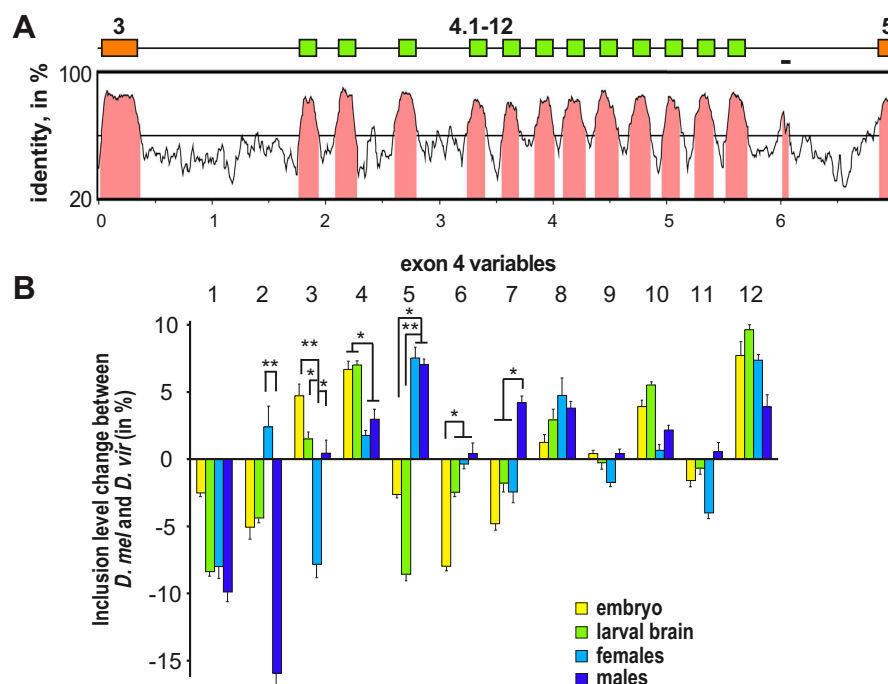 A
3
4.1-12
5
identity, in %
100
20
0 1 2 3 4 5 6
B
exon 4 variables
1 2 3 4 5 6 7 8 9 10 11 12
Inclusion level change between
D. mel and D. vir (in %)
10
5
0
-5
-10
-15
** ** * * * * ** * *
embryo
larval brain
females
males